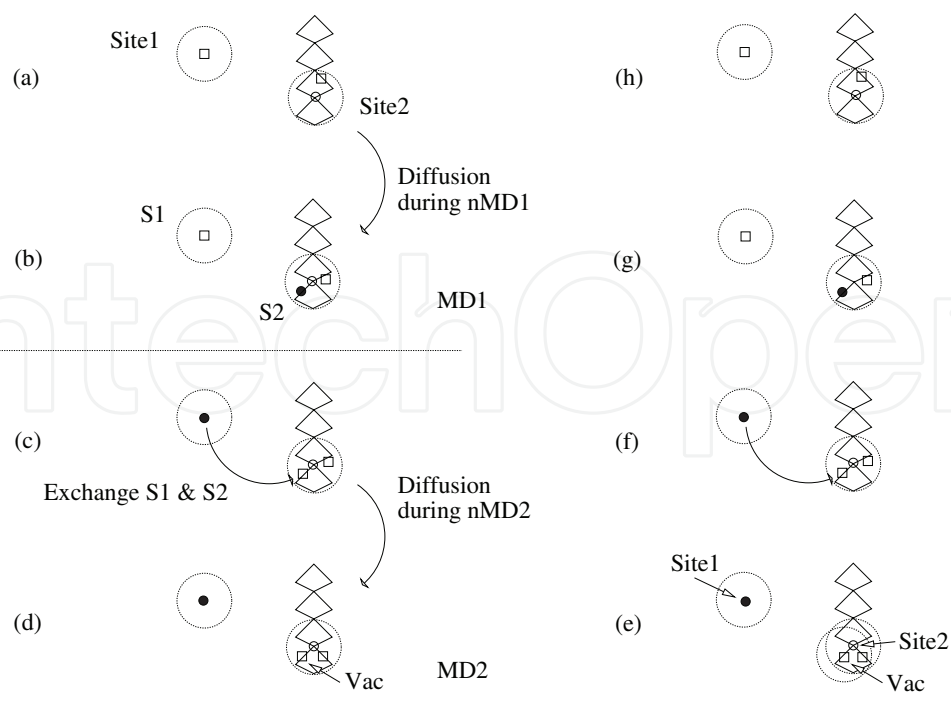 Site1
(a)
Site2
Diffusion
during nMD1
S1
(b)
S2
MD1
(c)
Exchange S1 & S2
Diffusion
during nMD2
(d)
Vac
MD2
(h)
(g)
(f)
Site1
(e)
Site2
Vac
ntechOpen